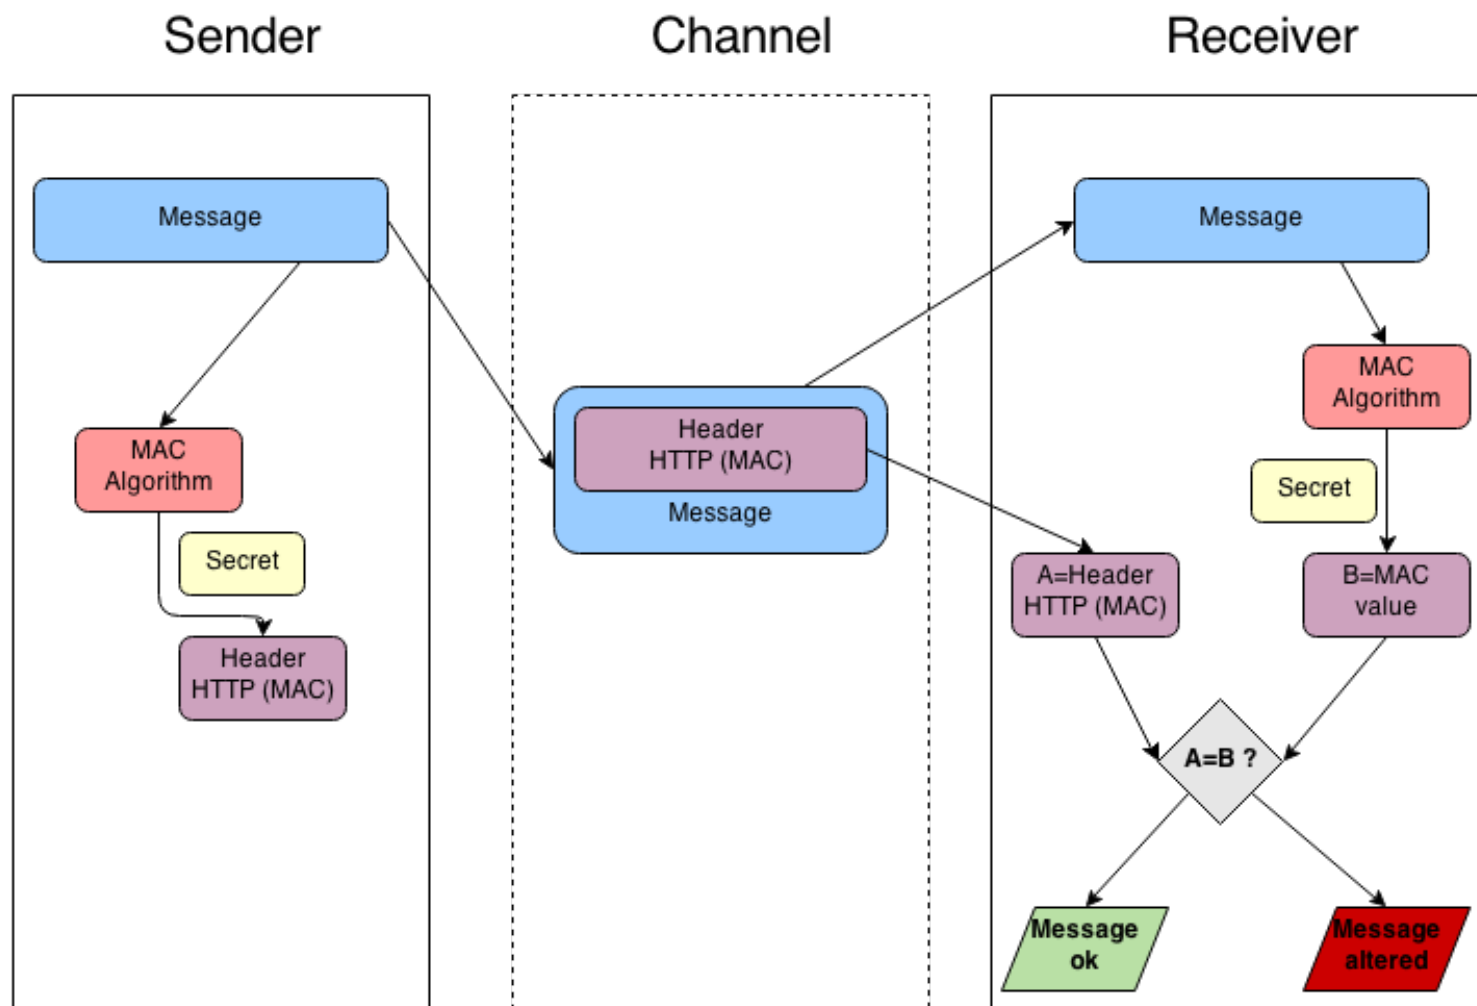 Sender
Channel
Receiver
Message
MAC
Algorithm
Secret
Header
HTTP (MAC)
Header
HTTP (MAC)
Message
Message
MAC
Algorithm
Secret
A=Header
HTTP (MAC)
B=MAC
value
A=B ?
Message
ok
Message
altered